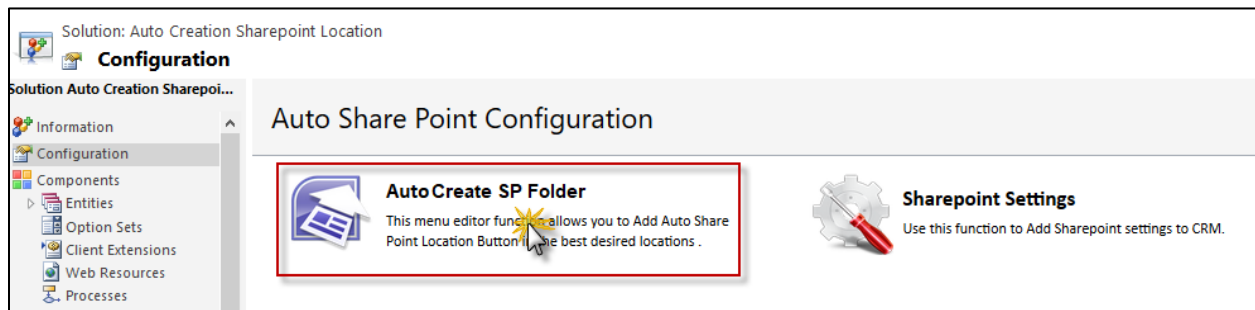 Solution: Auto Creation Sharepoint Location
Configuration
Solution Auto Creation Sharepoi...
Information
Configuration
Components
Entities
Option Sets
Client Extensions
Web Resources
Processes
Auto Share Point Configuration
Auto Create SP Folder
This menu editor function allows you to Add Auto Share
Point Location Button in the best desired locations .
Sharepoint Settings
Use this function to Add Sharepoint settings to CRM.